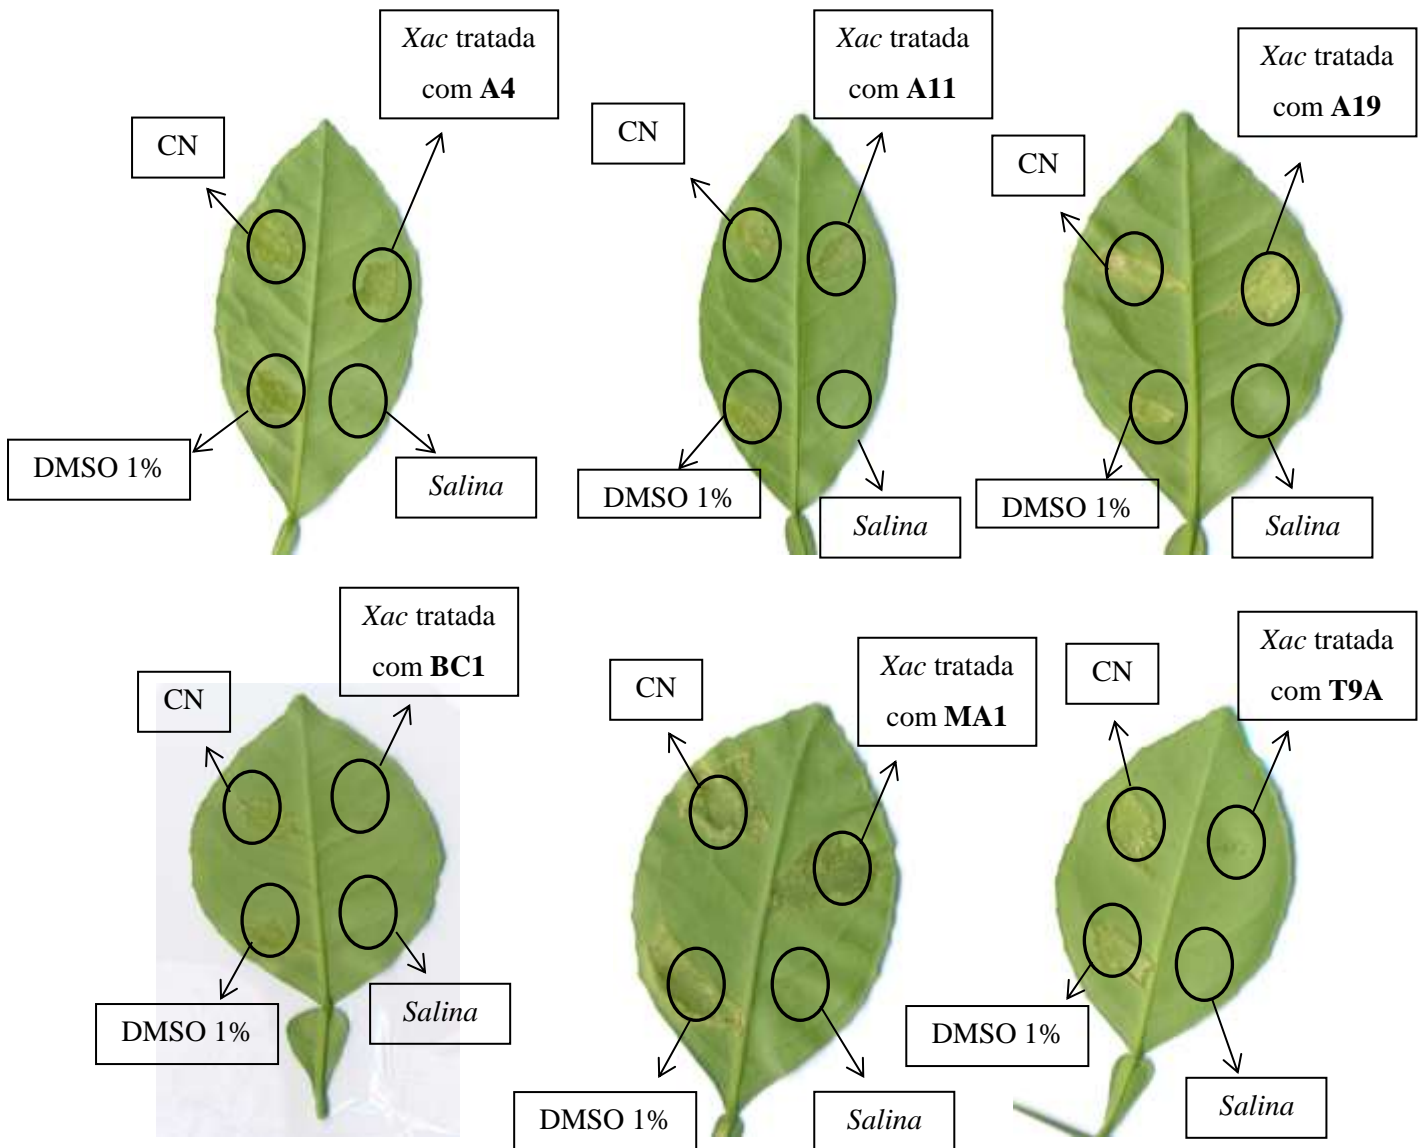 Xac tratada
com A4
CN
DMSO 1%
Salina
Xac tratada
com A11
CN
DMSO 1%
Salina
Xac tratada
com A19
CN
DMSO 1%
Salina
Xac tratada
com BC1
CN
DMSO 1%
Salina
Xac tratada
com MA1
CN
DMSO 1%
Salina
Xac tratada
com T9A
CN
DMSO 1%
Salina